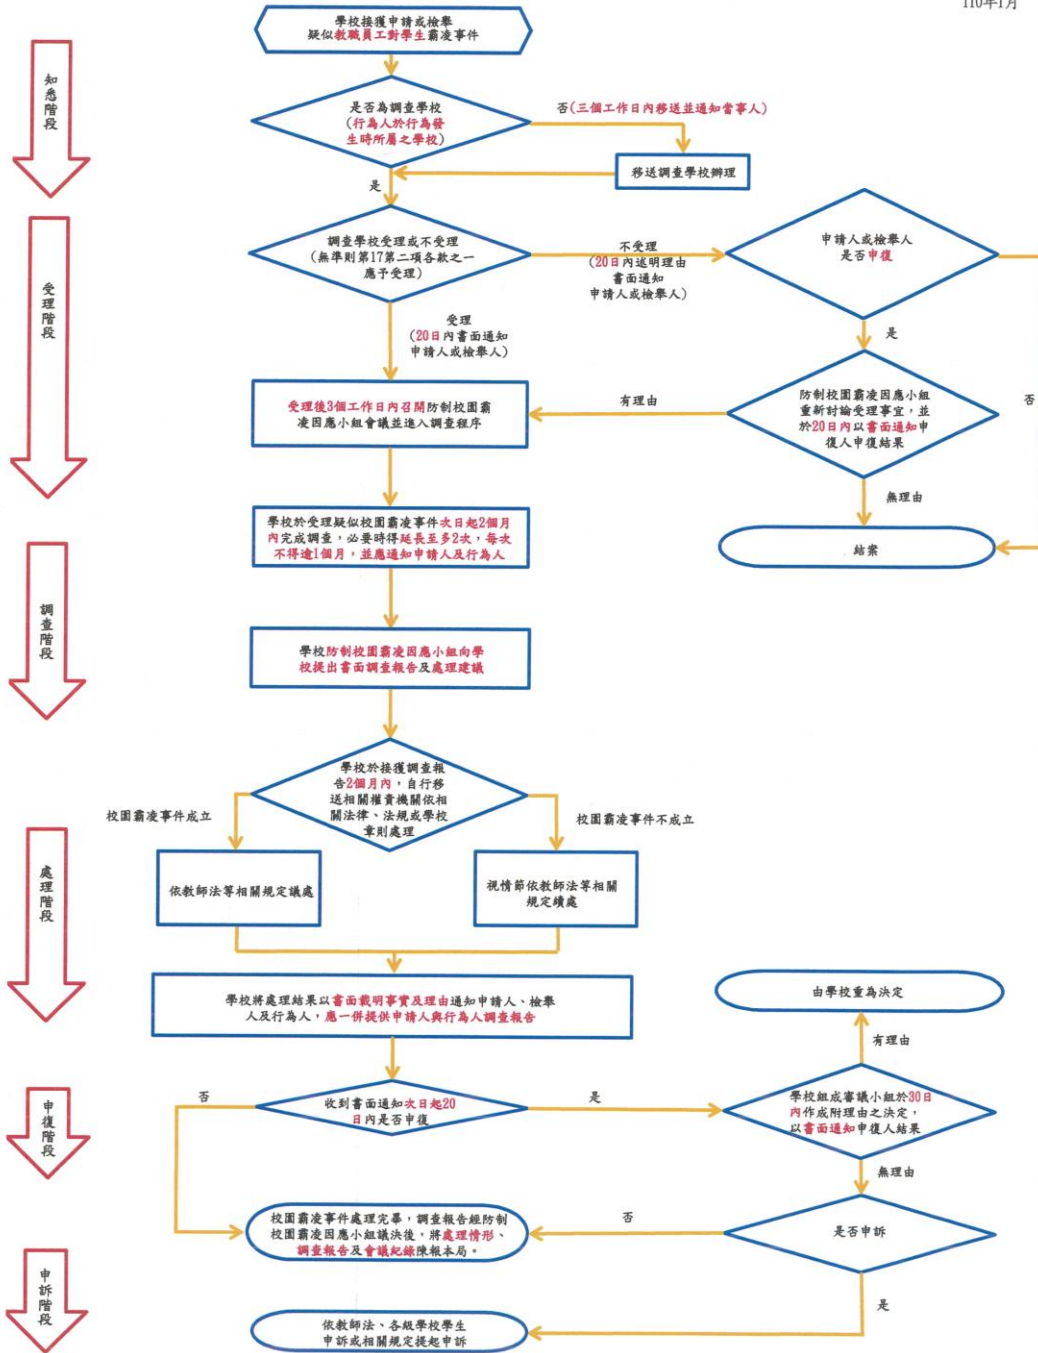 110年1月
學校接獲申請或檢舉
疑似教職員工對學生霸凌事件
知悉階段
是否為調查學校
(行為人於行為發
生時所屬之學校)
否(三個工作日內移送並通知當事人)
移送調查學校辦理
是
受理階段
調查學校受理或不受理
(無準則第17第二項各款之一
應予受理)
不受理
(20日內述明理由
書面通知
申請人或檢舉人)
申請人或檢舉人
是否申復
受理
(20日內書面通知
申請人或檢舉人)
是
否
受理後3個工作日內召開防制校園霸
凌因應小組會議並進入調查程序
有理由
防制校園霸凌因應小組
重新討論受理事宜,並
於20日內以書面通知申
復人申復結果
無理由
結案
調查階段
學校於受理疑似校園霸凌事件次日起2個月
內完成調查,必要時得延長至多2次,每次
不得逾1個月,並應通知申請人及行為人
學校防制校園霸凌因應小組向學
校提出書面調查報告及處理建議
處理階段
學校於接獲調查報
告2個月內,自行移
送相關權責機關依相
關法律、法規或學校
章則處理
校園霸凌事件成立
校園霸凌事件不成立
依教師法等相關規定議處
視情節依教師法等相關
規定續處
學校將處理結果以書面載明事實及理由通知申請人、檢舉
人及行為人,應一併提供申請人與行為人調查報告
由學校重為決定
有理由
申復階段
否
收到書面通知次日起20
日內是否申復
是
學校組成審議小組於30日
內作成附理由之決定,
以書面通知申復人結果
無理由
校園霸凌事件處理完畢,調查報告經防制
校園霸凌因應小組議決後,將處理情形、
調查報告及會議紀錄陳報本局。
否
是否申訴
是
申訴階段
依教師法、各級學校學生
申訴或相關規定提起申訴